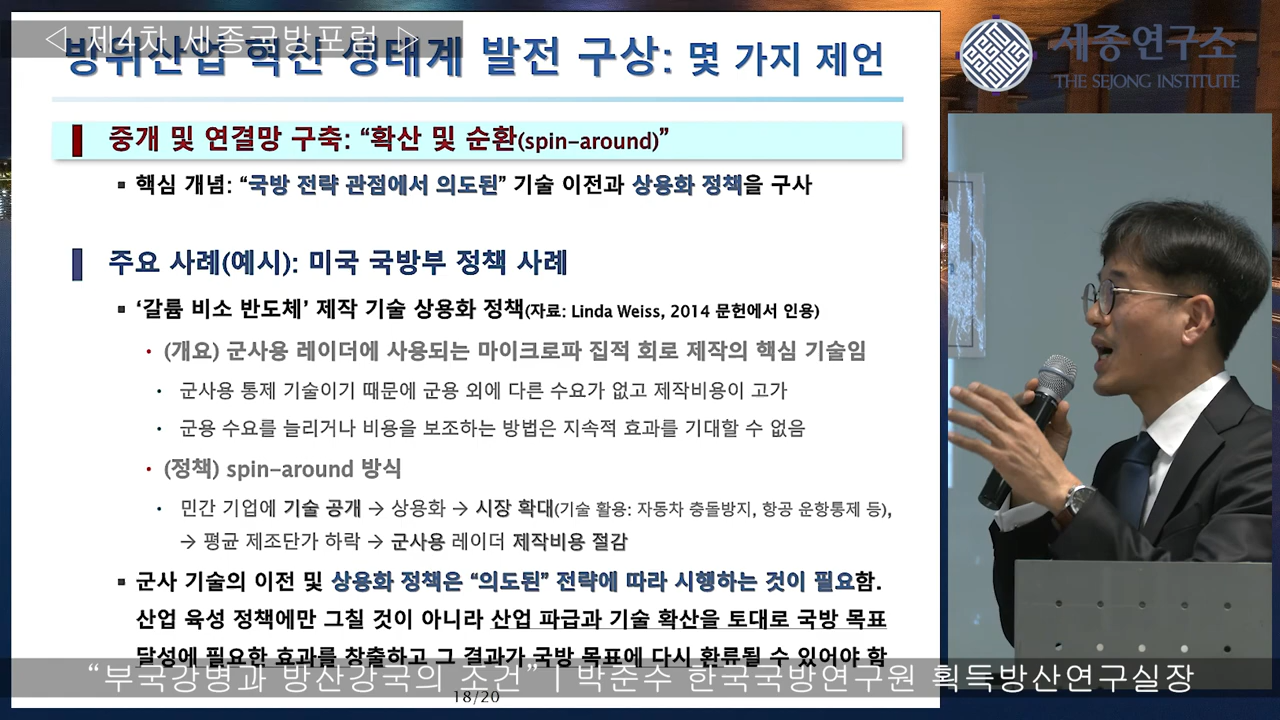 ◁ 제4차 세종국방포럼 ▷
방위산업 혁신 생태계 발전 구상: 몇 가지 제언
세종연구소
THE SEJONG INSTITUTE
중개 및 연결망 구축: “확산 및 순환(spin-around)”
▪ 핵심 개념: “국방 전략 관점에서 의도된” 기술 이전과 상용화 정책을 구사
주요 사례(예시): 미국 국방부 정책 사례
▪ ‘갈륨 비소 반도체’ 제작 기술 상용화 정책(자료: Linda Weiss, 2014 문헌에서 인용)
• (개요) 군사용 레이더에 사용되는 마이크로파 집적 회로 제작의 핵심 기술임
• 군사용 통제 기술이기 때문에 군용 외에 다른 수요가 없고 제작비용이 고가
• 군용 수요를 늘리거나 비용을 보조하는 방법은 지속적 효과를 기대할 수 없음
• (정책) spin-around 방식
• 민간 기업에 기술 공개 → 상용화 → 시장 확대(기술 활용: 자동차 충돌방지, 항공 운항통제 등),
→ 평균 제조단가 하락 → 군사용 레이더 제작비용 절감
▪ 군사 기술의 이전 및 상용화 정책은 “의도된” 전략에 따라 시행하는 것이 필요함.
산업 육성 정책에만 그칠 것이 아니라 산업 파급과 기술 확산을 토대로 국방 목표
달성에 필요한 효과를 창출하고 그 결과가 국방 목표에 다시 환류될 수 있어야 함
“부국강병과 방산강국의 조건” | 박준수 한국국방연구원 획득방산연구실장
18/20